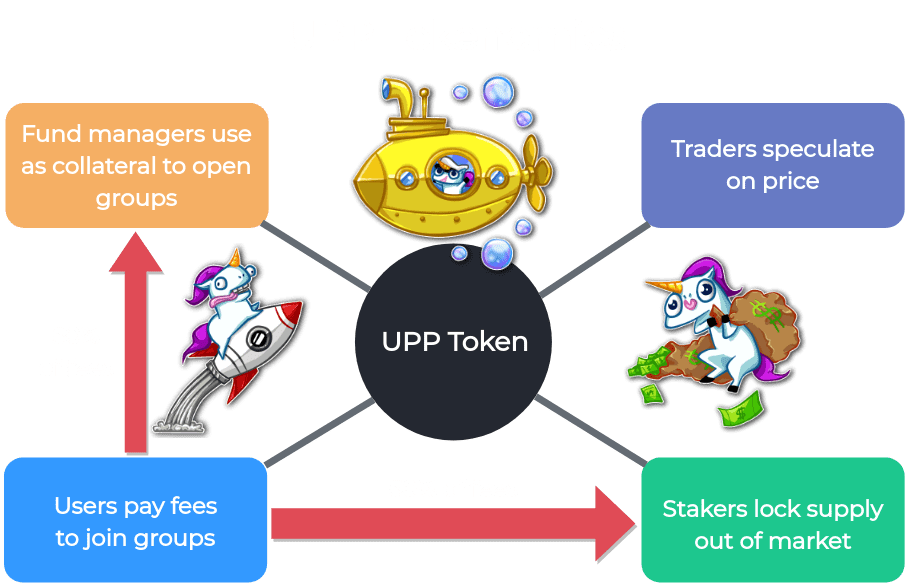 Fund managers use
as collateral to open
groups
Traders speculate
on price
UPP Token
Users pay fees
to join groups
Stakers lock supply
out of market